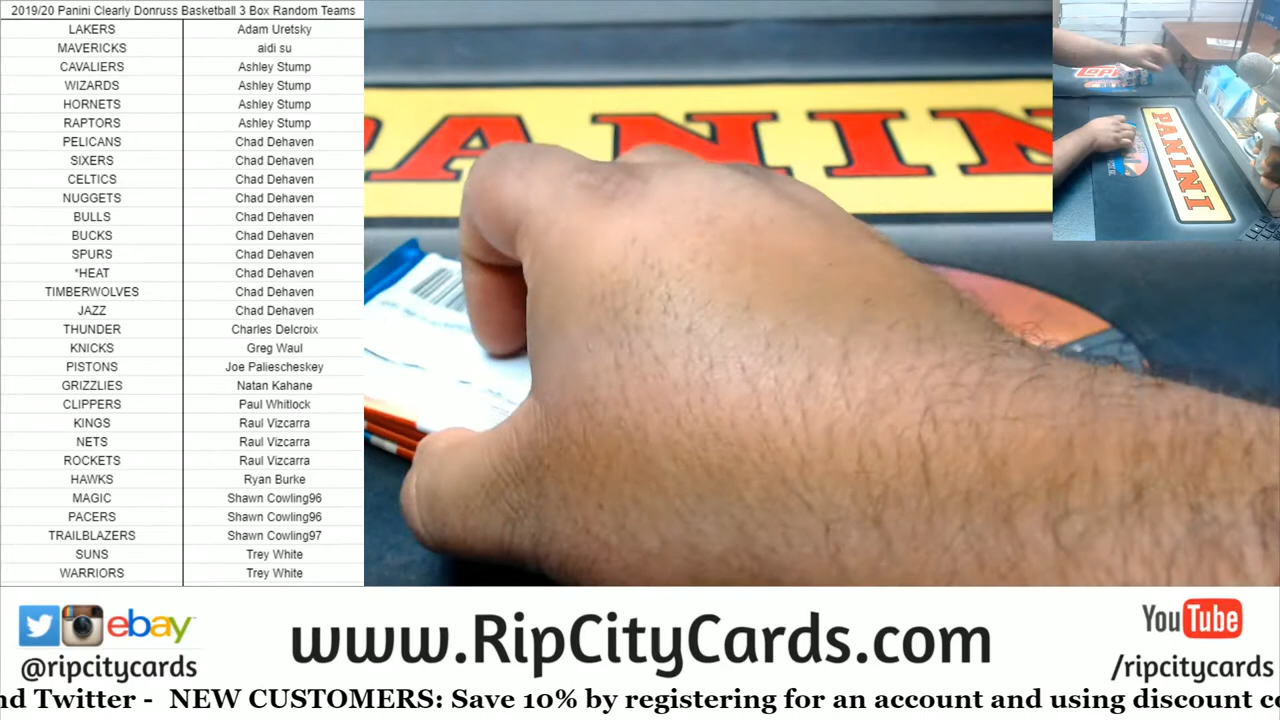 2019/20 Panini Clearly Donruss Basketball 3 Box Random Teams
LAKERS Adam Uretsky
MAVERICKS aidi su
CAVALIERS Ashley Stump
WIZARDS Ashley Stump
HORNETS Ashley Stump
RAPTORS Ashley Stump
PELICANS Chad Dehaven
SIXERS Chad Dehaven
CELTICS Chad Dehaven
NUGGETS Chad Dehaven
BULLS Chad Dehaven
BUCKS Chad Dehaven
SPURS Chad Dehaven
*HEAT Chad Dehaven
TIMBERWOLVES Chad Dehaven
JAZZ Chad Dehaven
THUNDER Charles Delcroix
KNICKS Greg Waul
PISTONS Joe Paliescheskey
GRIZZLIES Natan Kahane
CLIPPERS Paul Whitlock
KINGS Raul Vizcarra
NETS Raul Vizcarra
ROCKETS Raul Vizcarra
HAWKS Ryan Burke
MAGIC Shawn Cowling96
PACERS Shawn Cowling96
TRAILBLAZERS Shawn Cowling97
SUNS Trey White
WARRIORS Trey White
PANIN
PANINI
ebay
@ripcitycards
www.RipCityCards.com
YouTube
/ripcitycards
nd Twitter - NEW CUSTOMERS: Save 10% by registering for an account and using discount co